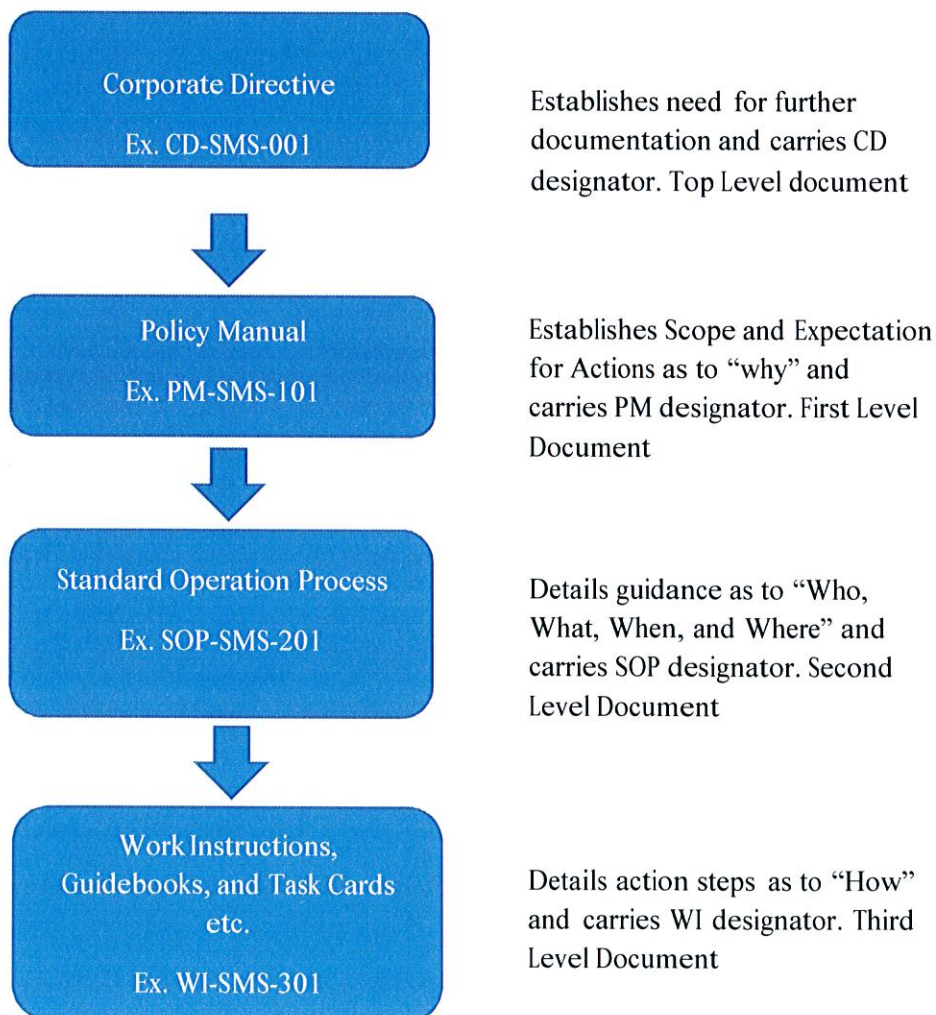 Corporate Directive
Ex. CD-SMS-001
Establishes need for further
documentation and carries CD
designator. Top Level document
Policy Manual
Ex. PM-SMS-101
Establishes Scope and Expectation
for Actions as to “why” and
carries PM designator. First Level
Document
Standard Operation Process
Ex. SOP-SMS-201
Details guidance as to “Who,
What, When, and Where” and
carries SOP designator. Second
Level Document
Work Instructions,
Guidebooks, and Task Cards
etc.
Ex. WI-SMS-301
Details action steps as to “How”
and carries WI designator. Third
Level Document